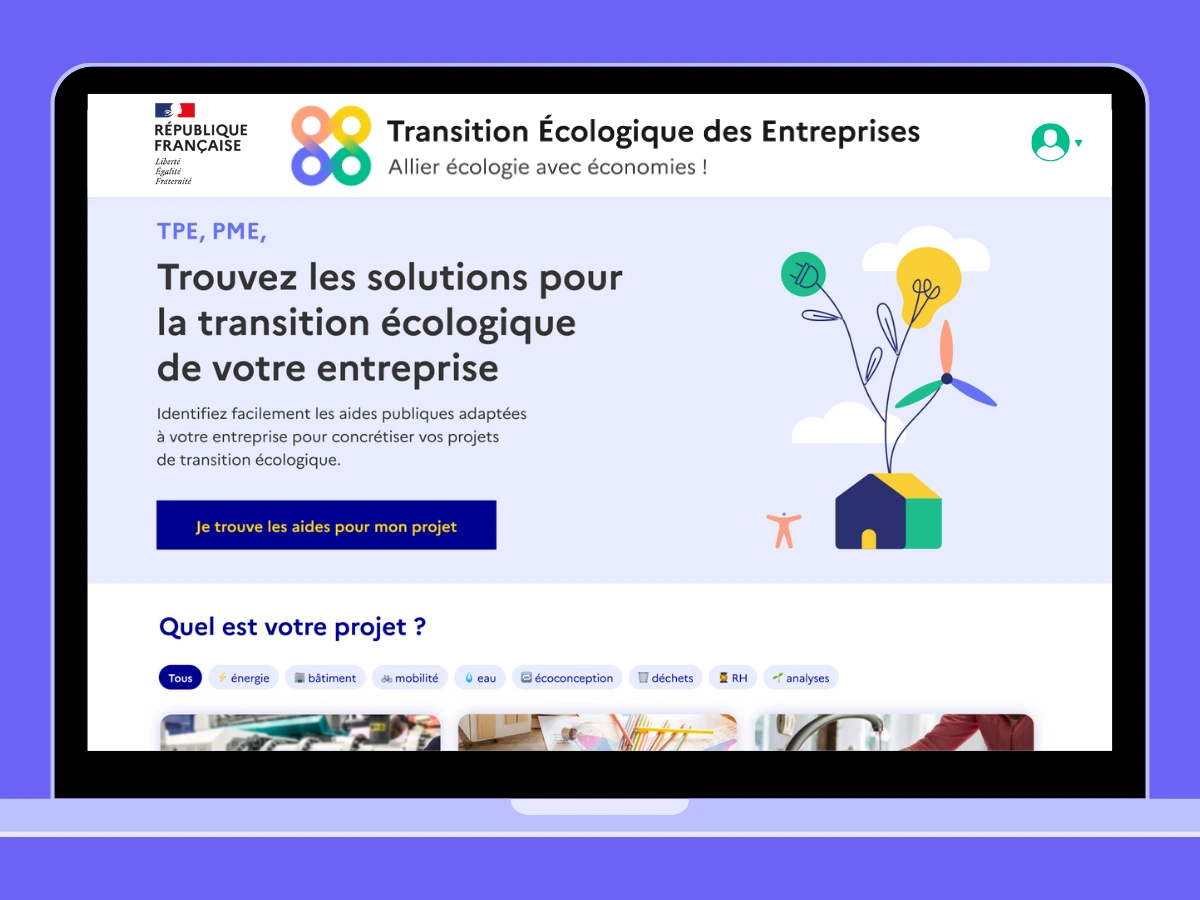 RÉPUBLIQUE
FRANÇAISE
Liberté
Égalité
Fraternité
Transition Écologique des Entreprises
Allier écologie avec économies !
TPE, PME,
Trouvez les solutions pour
la transition écologique
de votre entreprise
Identifiez facilement les aides publiques adaptées
à votre entreprise pour concrétiser vos projets
de transition écologique.
Je trouve les aides pour mon projet
Quel est votre projet ?
Tous énergie bâtiment mobilité eau écoconception déchets RH analyses